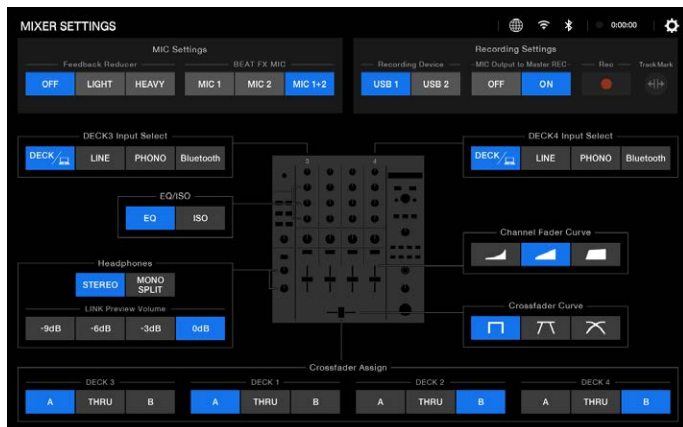 MIXER SETTINGS
0:00:00
MIC Settings
Recording Settings
Feedback Reducer
BEAT FX MIC
Recording Device
MIC Output to Master REC
Rec
Track Mark
OFF LIGHT HEAVY
MIC 1 MIC 2 MIC 1+2
USB 1 USB 2
OFF ON
DECK3 Input Select
DECK4 Input Select
DECK/ LINE PHONO Bluetooth
DECK/ LINE PHONO Bluetooth
3 4
EQ/ISO
EQ ISO
Channel Fader Curve
Headphones
STEREO MONO SPLIT
LINK Preview Volume
-9dB -6dB -3dB 0dB
Crossfader Curve
Crossfader Assign
DECK 3 DECK 1 DECK 2 DECK 4
A THRU B A THRU B A THRU B A THRU B